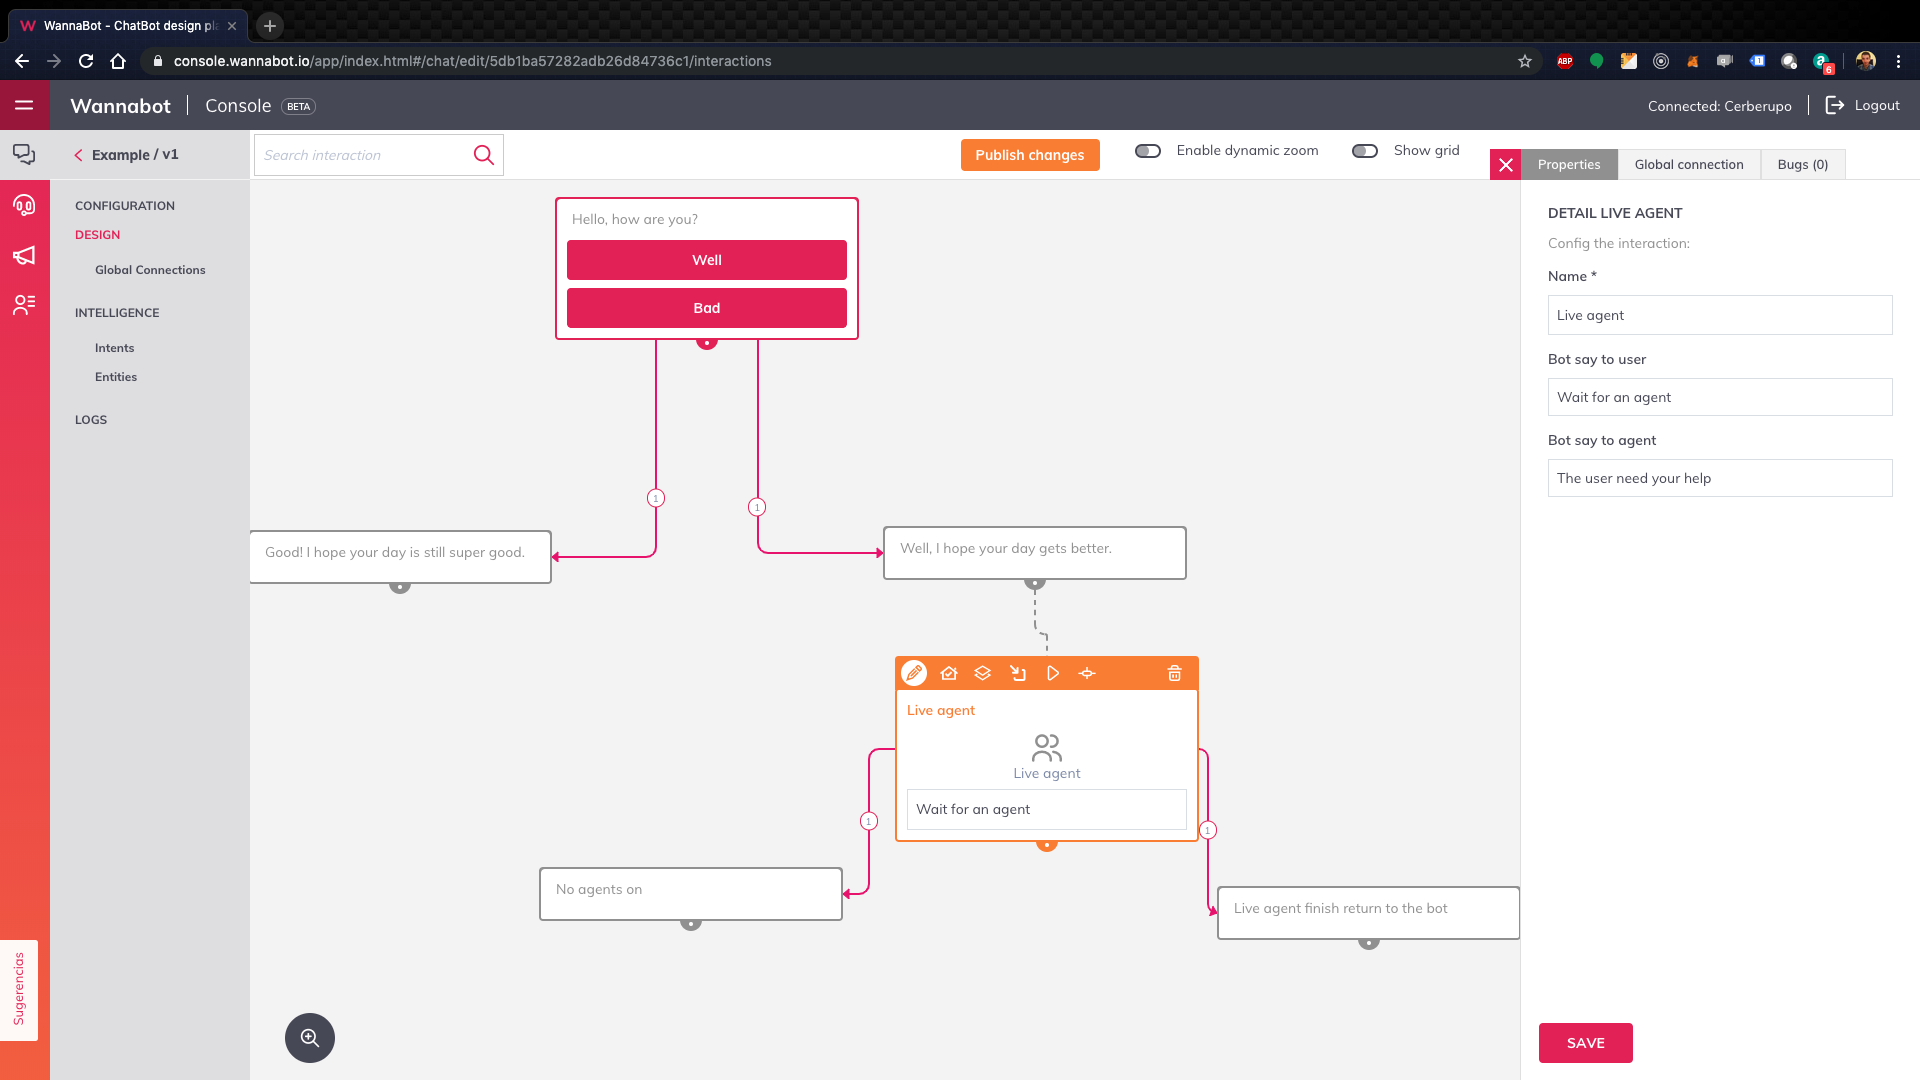 WannaBot - ChatBot design pl
console.wannabot.io/app/index.html#/chat/edit/5db1ba57282adb26d84736c1/interactions
ABP
6
Wannabot
Console
BETA
Connected: Cerberupo
Logout
Example / v1
Search interaction
Publish changes
Enable dynamic zoom
Show grid
Properties
Global connection
Bugs (0)
CONFIGURATION
DESIGN
Global Connections
INTELLIGENCE
Intents
Entities
LOGS
Sugerencias
Hello, how are you?
Well
Bad
1
1
Good! I hope your day is still super good.
Well, I hope your day gets better.
Live agent
Live agent
Wait for an agent
1
1
No agents on
Live agent finish return to the bot
DETAIL LIVE AGENT
Config the interaction:
Name *
Live agent
Bot say to user
Wait for an agent
Bot say to agent
The user need your help
SAVE